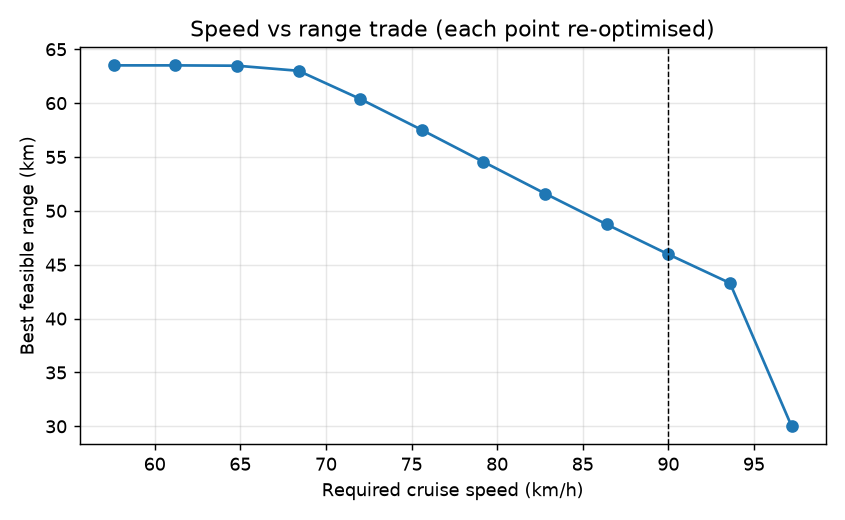 Speed vs range trade (each point re-optimised)
Best feasible range (km)
65
60
55
50
45
40
35
30
60 65 70 75 80 85 90 95
Required cruise speed (km/h)